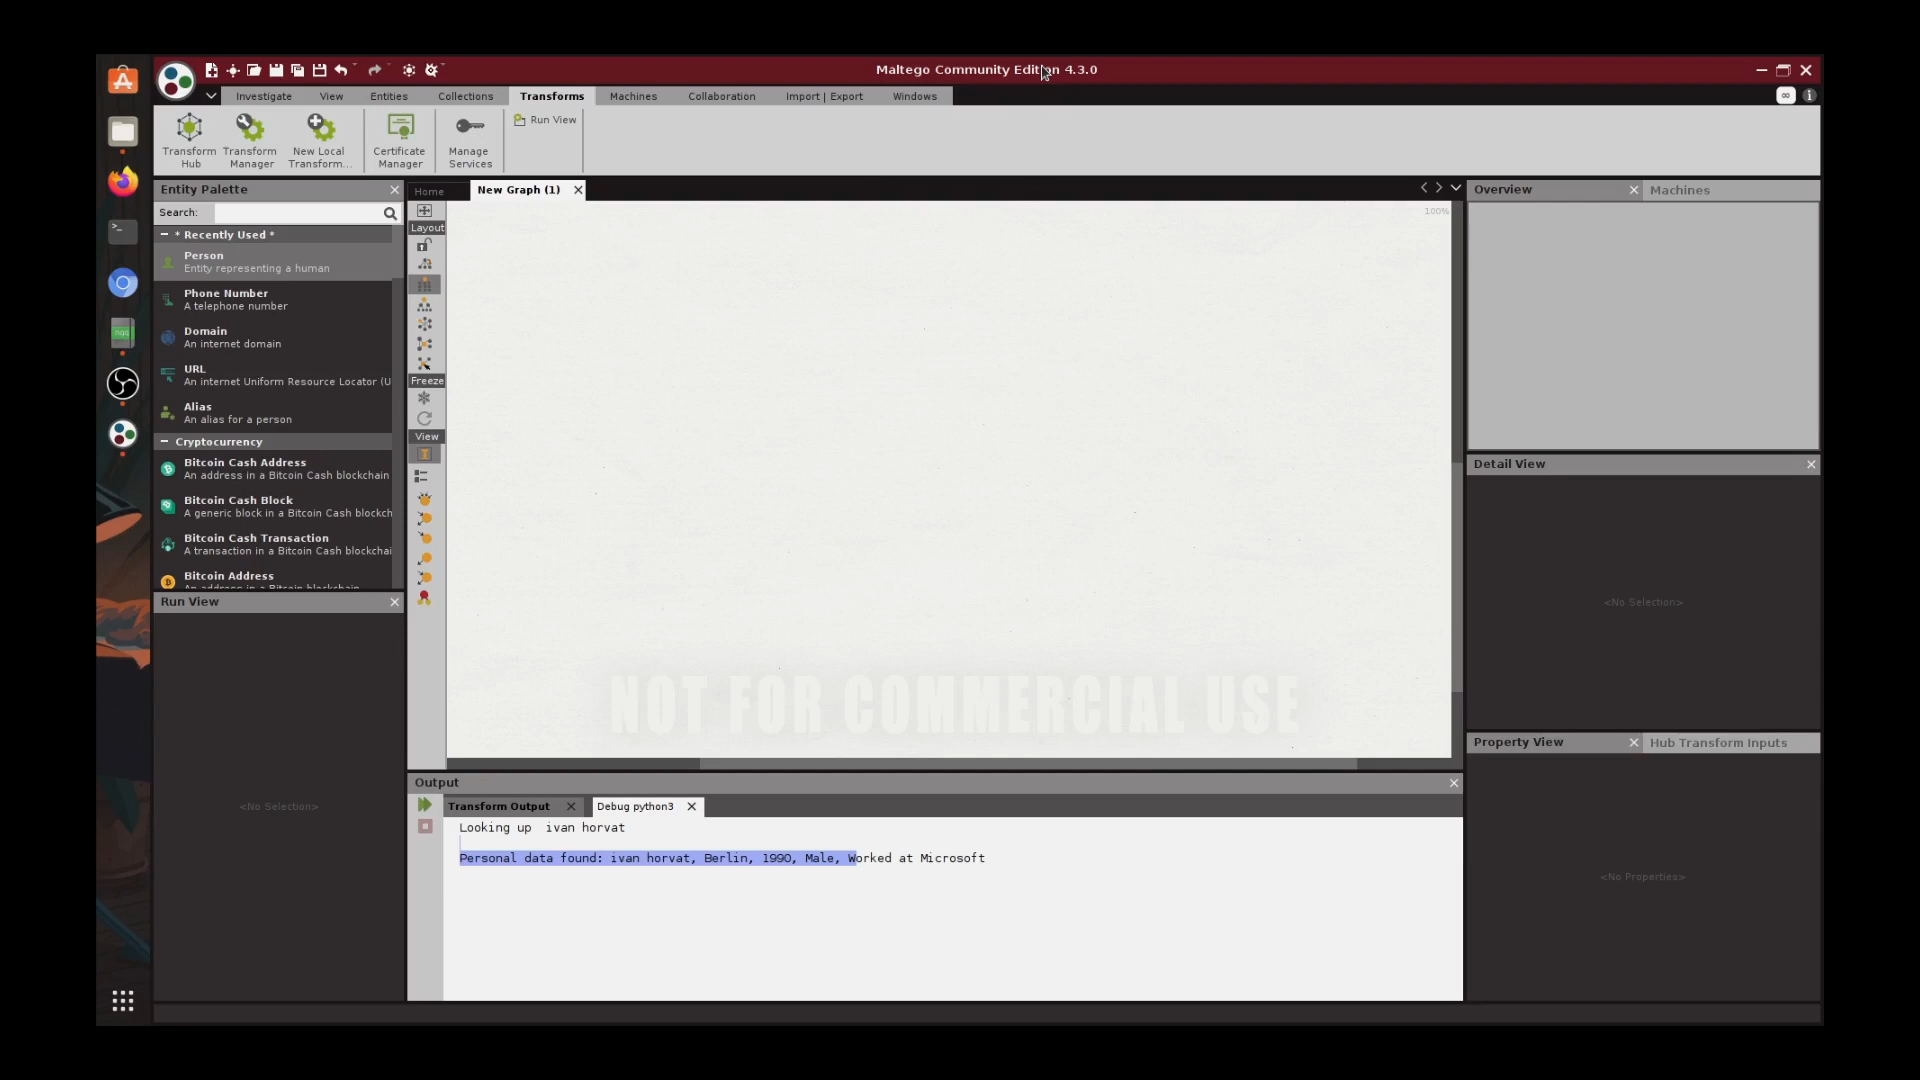 Maltego Community Edition 4.3.0
Investigate View Entities Collections Transforms Machines Collaboration Import | Export Windows
Transform Hub
Transform Manager
New Local Transform...
Certificate Manager
Manage Services
Run View
Entity Palette
Search:
* Recently Used *
Person
Entity representing a human
Phone Number
A telephone number
Domain
An internet domain
URL
An internet Uniform Resource Locator (U
Alias
An alias for a person
Cryptocurrency
Bitcoin Cash Address
An address in a Bitcoin Cash blockchain
Bitcoin Cash Block
A generic block in a Bitcoin Cash blockch
Bitcoin Cash Transaction
A transaction in a Bitcoin Cash blockchai
Bitcoin Address
An address in a Bitcoin blockchain
Run View
<No Selection>
Home
New Graph (1)
Layout
Freeze
View
100%
NOT FOR COMMERCIAL USE
Output
Transform Output
Debug python3
Looking up  ivan horvat
Personal data found: ivan horvat, Berlin, 1990, Male, Worked at Microsoft
Overview
Machines
Detail View
<No Selection>
Property View
Hub Transform Inputs
<No Properties>